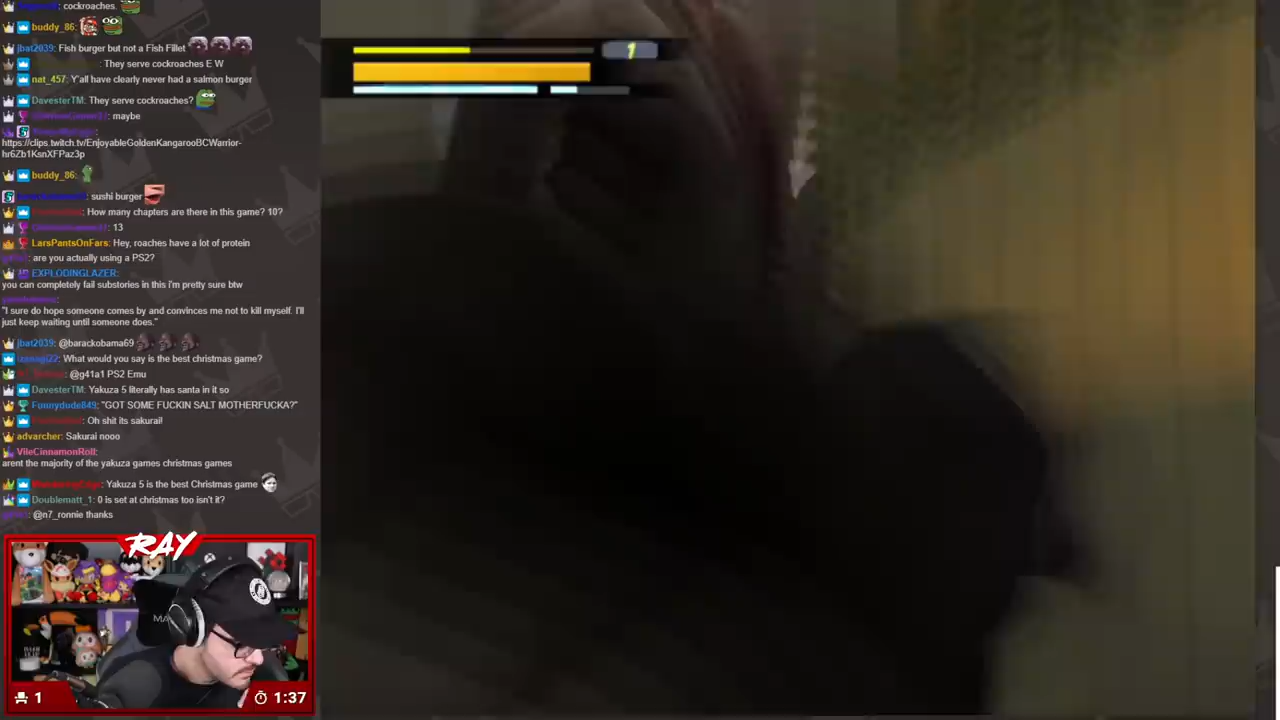 cockroaches.
buddy_86:
jbat2039: Fish burger but not a Fish Fillet
: They serve cockroaches E W
nat_457: Y'all have clearly never had a salmon burger
DavesterTM: They serve cockroaches?
: maybe
https://clips.twitch.tv/EnjoyableGoldenKangarooBCWarrior-
hr6Zb1KsnXFPaz3p
buddy_86:
: sushi burger
: How many chapters are there in this game? 10?
: 13
LarsPantsOnFars: Hey, roaches have a lot of protein
: are you actually using a PS2?
EXPLODINGLAZER:
you can completely fail substories in this i'm pretty sure btw
"I sure do hope someone comes by and convinces me not to kill myself. I'll
just keep waiting until someone does."
jbat2039: @barackobama69
: What would you say is the best christmas game?
: @g41a1 PS2 Emu
DavesterTM: Yakuza 5 literally has santa in it so
Funnydude849: "GOT SOME FUCKIN SALT MOTHERFUCKA?"
: Oh shit its sakurai!
advarcher: Sakurai nooo
VileCinnamonRoll:
arent the majority of the yakuza games christmas games
: Yakuza 5 is the best Christmas game
Doublematt_1: 0 is set at christmas too isn't it?
: @n7_ronnie thanks
1
RAY
1
1:37